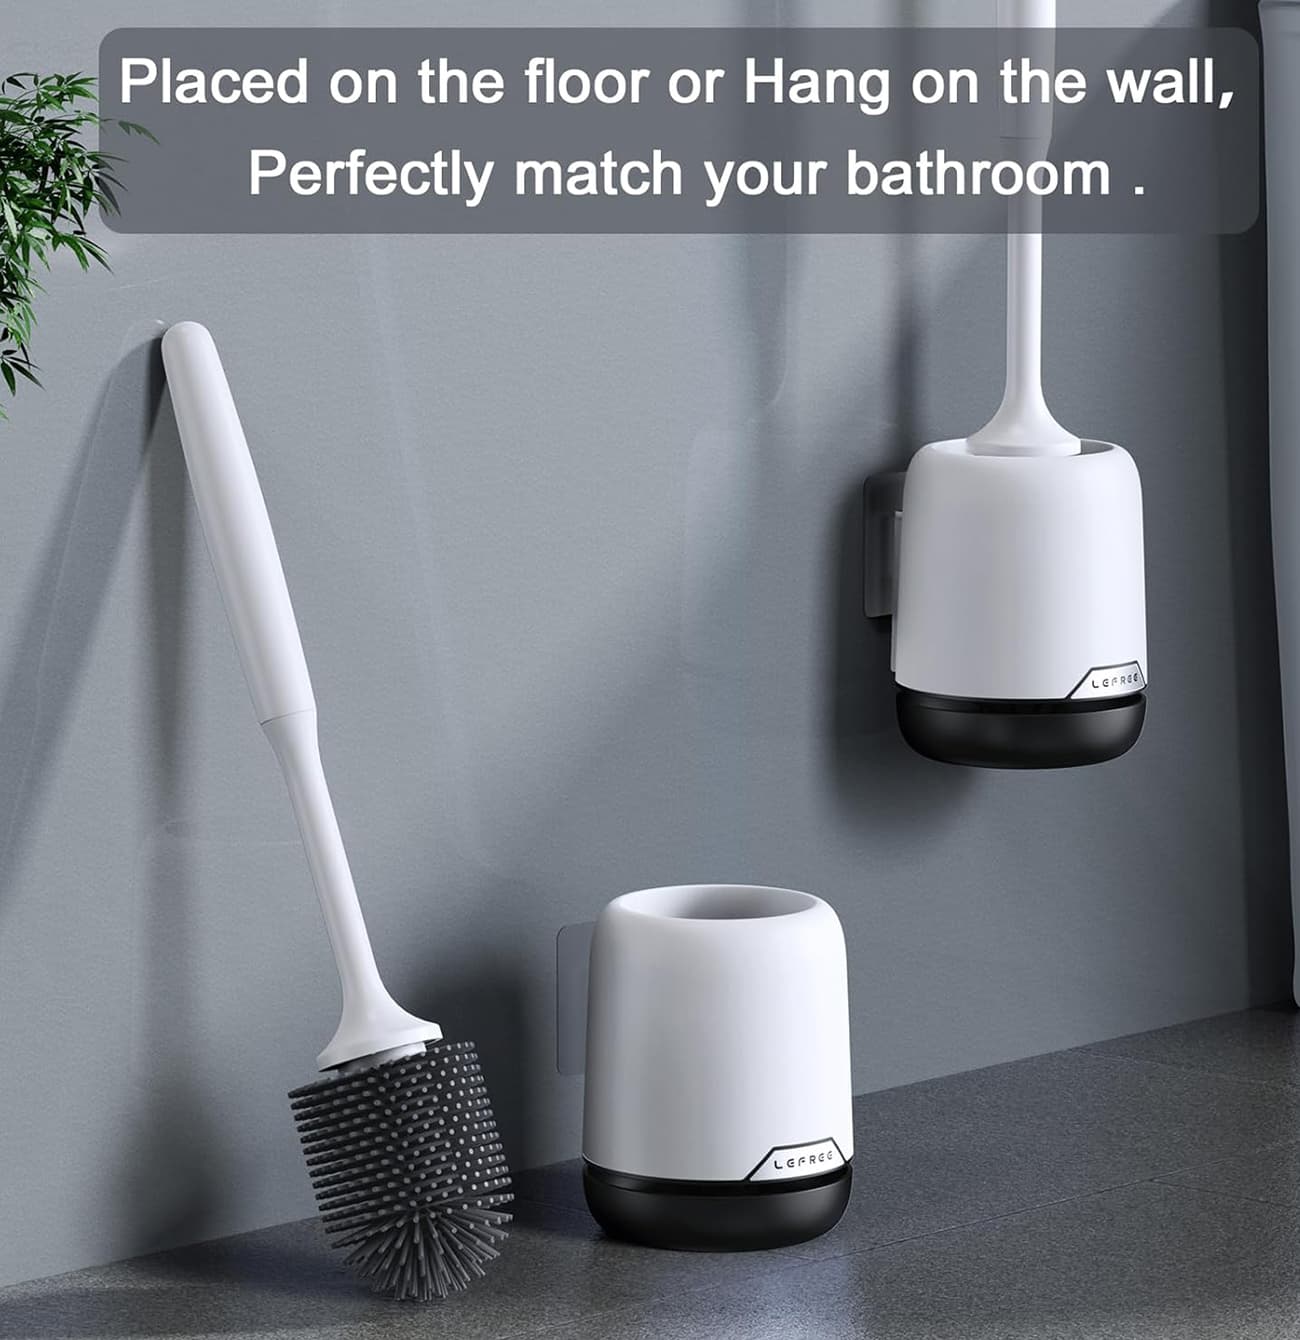 Placed on the floor or Hang on the wall,
Perfectly match your bathroom .
LEFREE
LEFREE